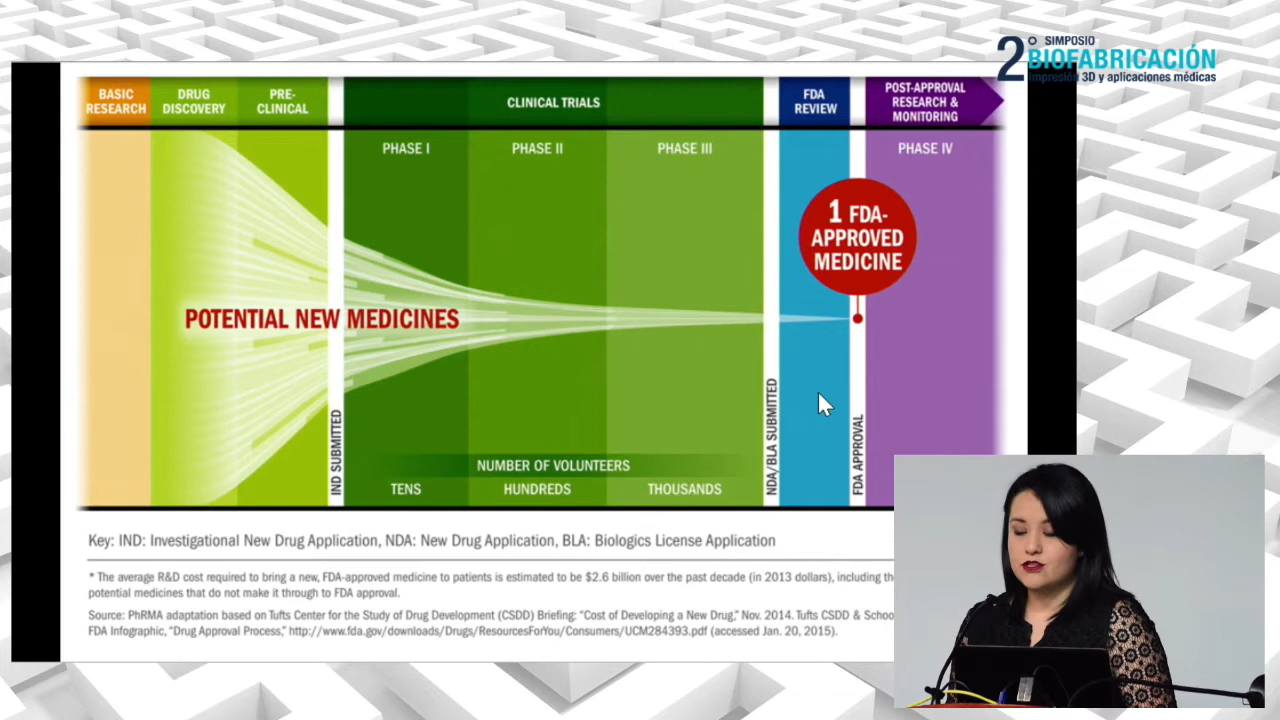 2° SIMPOSIO
BIOFABRICACIÓN
impresión 3D y aplicaciones médicas
BASIC
RESEARCH
DRUG
DISCOVERY
PRE-
CLINICAL
CLINICAL TRIALS
FDA
REVIEW
POST-APPROVAL
RESEARCH &
MONITORING
PHASE I
PHASE II
PHASE III
PHASE IV
1 FDA-
APPROVED
MEDICINE
POTENTIAL NEW MEDICINES
IND SUBMITTED
NDA/BLA SUBMITTED
FDA APPROVAL
NUMBER OF VOLUNTEERS
TENS
HUNDREDS
THOUSANDS
Key: IND: Investigational New Drug Application, NDA: New Drug Application, BLA: Biologics License Application
* The average R&D cost required to bring a new, FDA-approved medicine to patients is estimated to be $2.6 billion over the past decade (in 2013 dollars), including
potential medicines that do not make it through to FDA approval.
Source: PhRMA adaptation based on Tufts Center for the Study of Drug Development (CSDD) Briefing: "Cost of Developing a New Drug," Nov. 2014. Tufts CSDD &
FDA Infographic, "Drug Approval Process," http://www.fda.gov/downloads/Drugs/ResourcesForYou/Consumers/UCM284393.pdf (accessed Jan. 20, 2015).